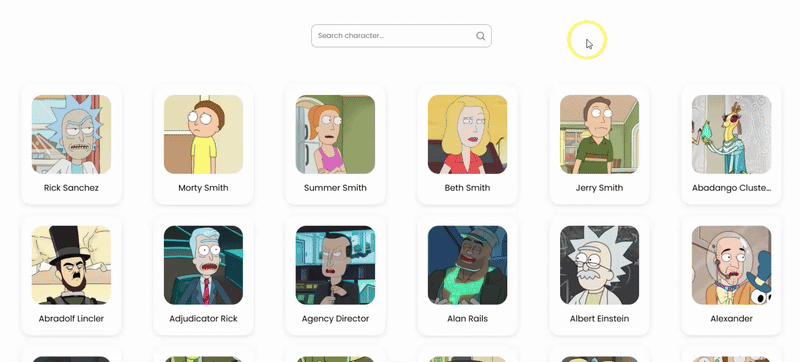 Search character...
Rick Sanchez
Morty Smith
Summer Smith
Beth Smith
Jerry Smith
Abadango Cluste...
Abradolf Lincler
Adjudicator Rick
Agency Director
Alan Rails
Albert Einstein
Alexander